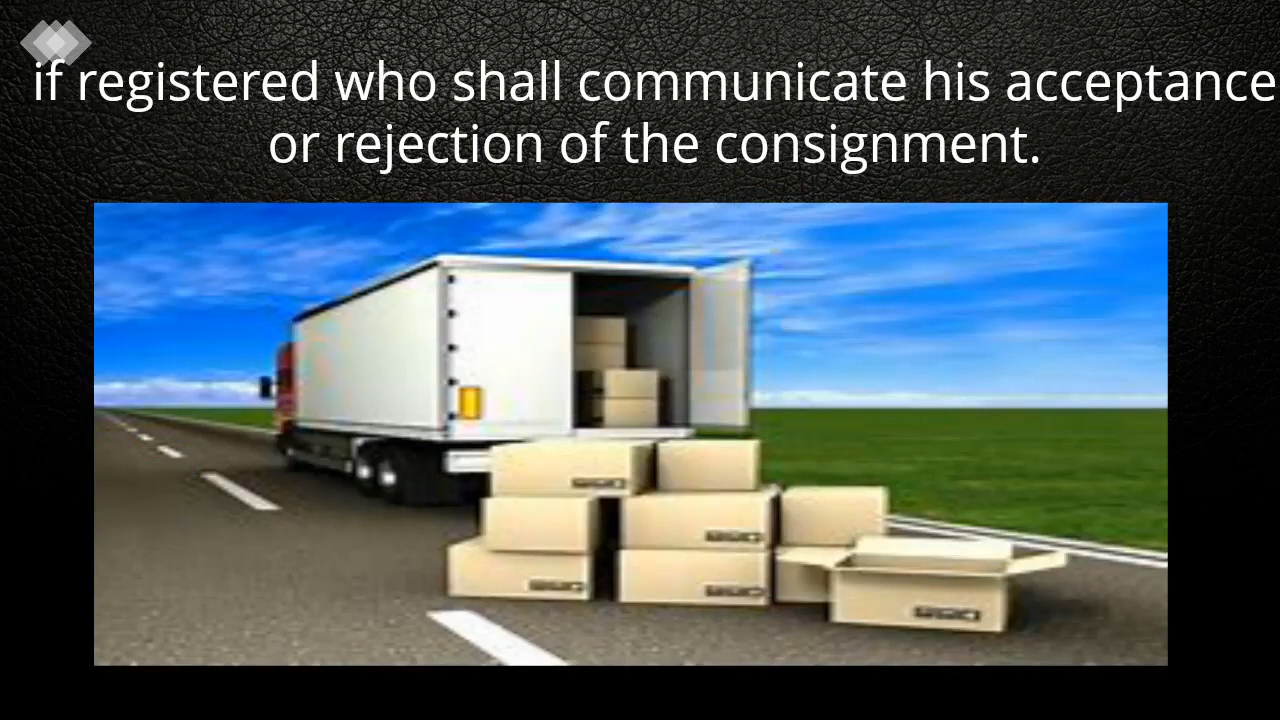 if registered who shall communicate his acceptance
or rejection of the consignment.